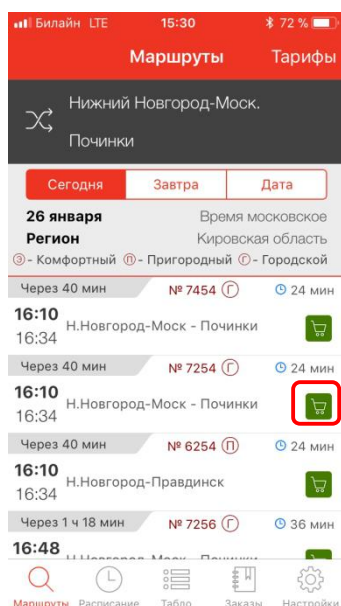 Билайн LTE 15:30 72 %
Маршруты Тарифы
Нижний Новгород-Моск.
Починки
Сегодня Завтра Дата
26 января Время московское
Регион Кировская область
Э - Комфортный П - Пригородный Г - Городской
Через 40 мин № 7454 Г 24 мин
16:10
Н.Новгород-Моск - Починки
16:34
Через 40 мин № 7254 Г 24 мин
16:10
Н.Новгород-Моск - Починки
16:34
Через 40 мин № 6254 П 24 мин
16:10
Н.Новгород-Правдинск
16:34
Через 1 ч 18 мин № 7256 Г 36 мин
16:48
Маршруты Расписание Табло Заказы Настройки